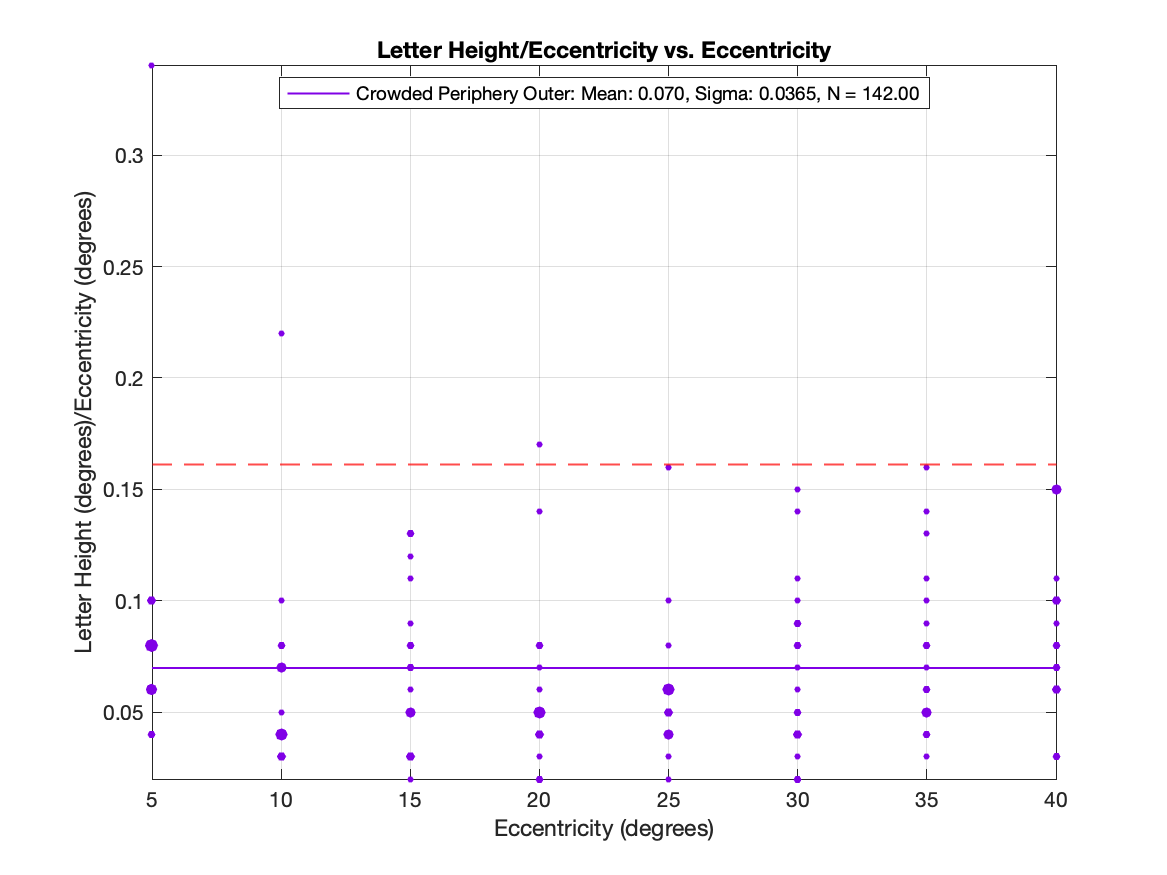 Letter Height/Eccentricity vs. Eccentricity
Crowded Periphery Outer: Mean: 0.070, Sigma: 0.0365, N = 142.00
Letter Height (degrees)/Eccentricity (degrees)
0.3
0.25
0.2
0.15
0.1
0.05
5 10 15 20 25 30 35 40
Eccentricity (degrees)